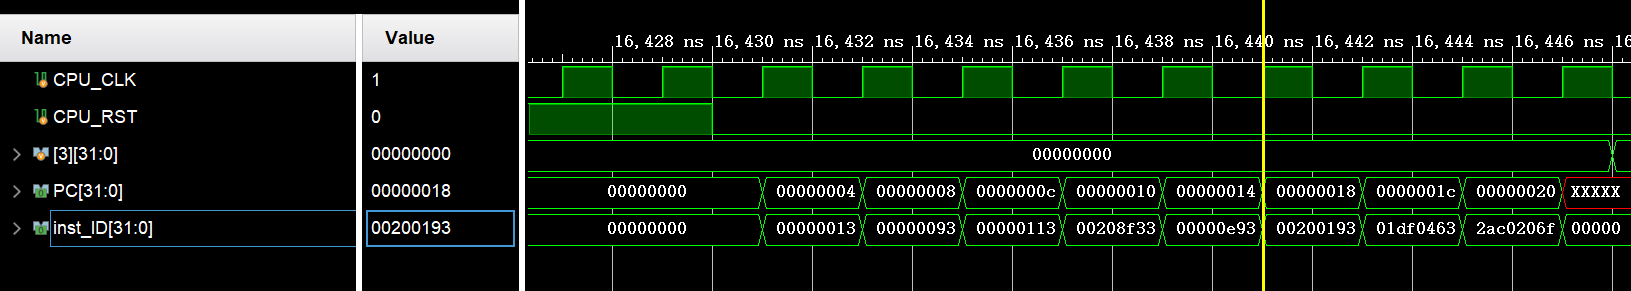 Name Value 16,428 ns 16,430 ns 16,432 ns 16,434 ns 16,436 ns 16,438 ns 16,440 ns 16,442 ns 16,444 ns 16,446 ns 16
CPU_CLK 1
CPU_RST 0
[3][31:0] 00000000 00000000
PC[31:0] 00000018 00000000 00000004 00000008 0000000c 00000010 00000014 00000018 0000001c 00000020 XXXXX
inst_ID[31:0] 00200193 00000000 00000013 00000093 00000113 00208f33 00000e93 00200193 01df0463 2ac0206f 00000